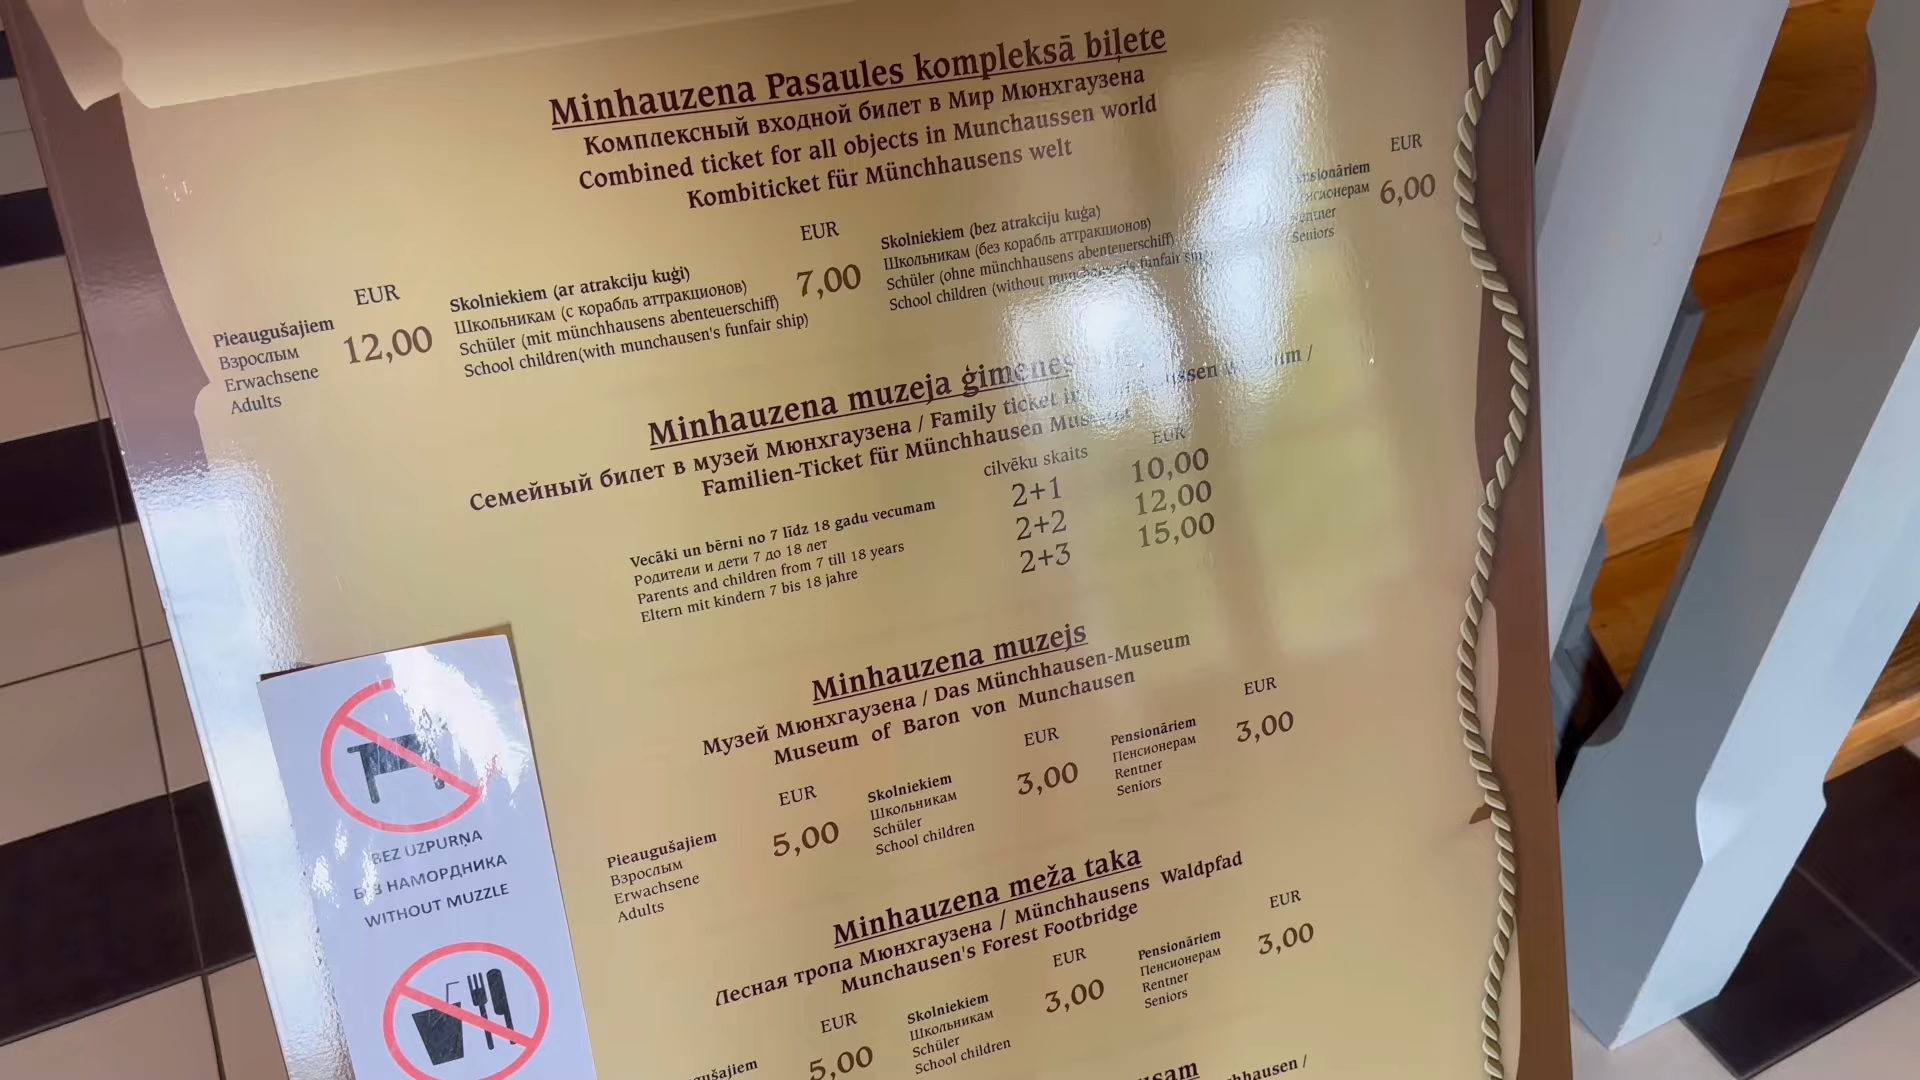 Minhauzena Pasaules kompleksā biļete
Комплексный входной билет в Мир Мюнхгаузена
Combined ticket for all objects in Munchaussen world
Kombiticket für Münchhausens welt
EUR
Pieaugušajiem
Взрослым
Erwachsene
Adults
12,00
EUR
Skolniekiem (ar atrakciju kuģi)
Школьникам (с корабль аттракционов)
Schüler (mit münchhausens abenteuerschiff)
School children(with munchausen's funfair ship)
7,00
Skolniekiem (bez atrakciju kuģa)
Школьникам (без корабль аттракционов)
Schüler (ohne münchhausens abenteuerschiff)
School children (without funfair
EUR
Seniors
6,00
Minhauzena muzeja
Семейный билет в музей Мюнхгаузена / Family ticket
Familien-Ticket für Münchhausen
cilvēku skaits
EUR
Vecāki un bērni no 7 līdz 18 gadu vecumam
Родители и дети 7 до 18 лет
Parents and children from 7 till 18 years
Eltern mit kindern 7 bis 18 jahre
2+1 10,00
2+2 12,00
2+3 15,00
Minhauzena muzejs
Музей Мюнхгаузена / Das Münchhausen-Museum
Museum of Baron von Munchausen
EUR
Pieaugušajiem
Взрослым
Erwachsene
Adults
5,00
EUR
Skolniekiem
Школьникам
Schüler
School children
3,00
EUR
Pensionāriem
Пенсионерам
Rentner
Seniors
3,00
Minhauzena meža taka
Лесная тропа Мюнхгаузена / Münchhausens Waldpfad
Munchausen's Forest Footbridge
EUR
5,00
EUR
Skolniekiem
Школьникам
Schüler
School children
3,00
EUR
Pensionāriem
Пенсионерам
Rentner
Seniors
3,00
BEZ UZPURŅA
БЕЗ НАМОРДНИКА
WITHOUT MUZZLE